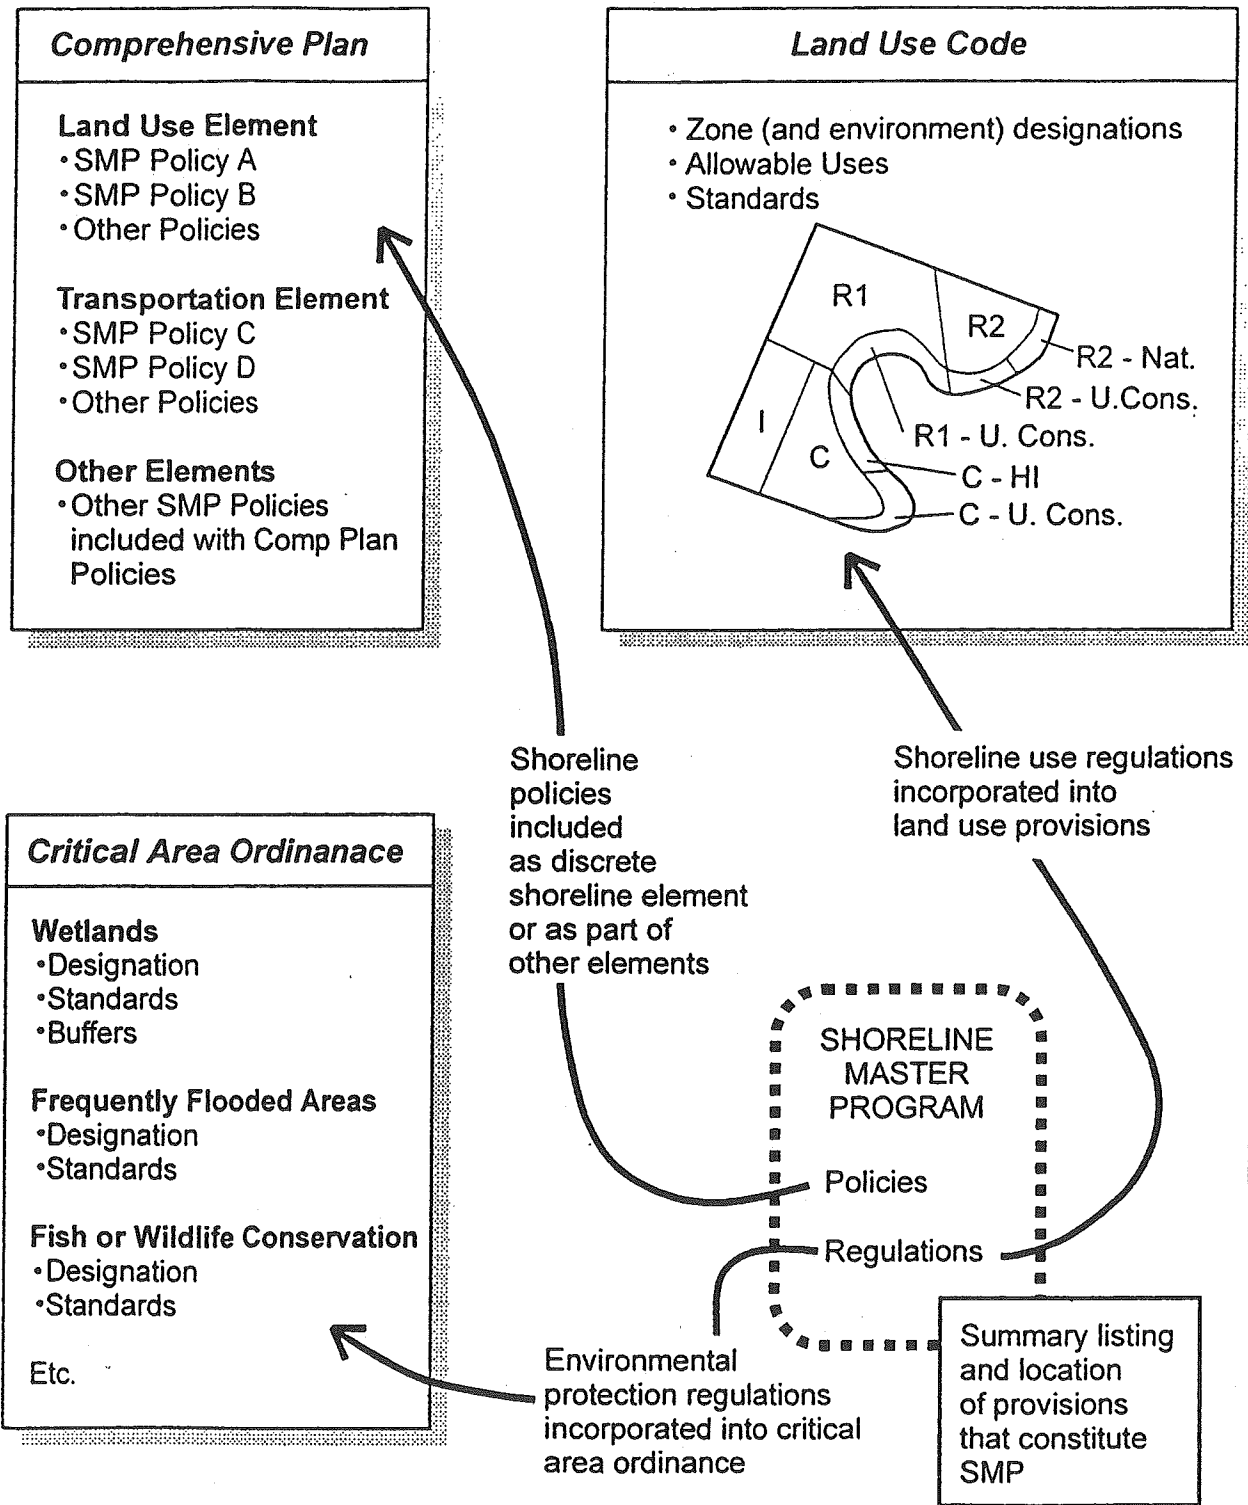 Comprehensive Plan
Land Use Element
•SMP Policy A
•SMP Policy B
•Other Policies
Transportation Element
•SMP Policy C
•SMP Policy D
•Other Policies
Other Elements
•Other SMP Policies
included with Comp Plan
Policies
Land Use Code
• Zone (and environment) designations
• Allowable Uses
• Standards
R1
R2
R2 - Nat.
R2 - U.Cons.
R1 - U. Cons.
I
C
C - HI
C - U. Cons.
Shoreline
policies
included
as discrete
shoreline element
or as part of
other elements
Shoreline use regulations
incorporated into
land use provisions
Critical Area Ordinanace
Wetlands
•Designation
•Standards
•Buffers
Frequently Flooded Areas
•Designation
•Standards
Fish or Wildlife Conservation
•Designation
•Standards
Etc.
SHORELINE
MASTER
PROGRAM
Policies
Regulations
Environmental
protection regulations
incorporated into critical
area ordinance
Summary listing
and location
of provisions
that constitute
SMP